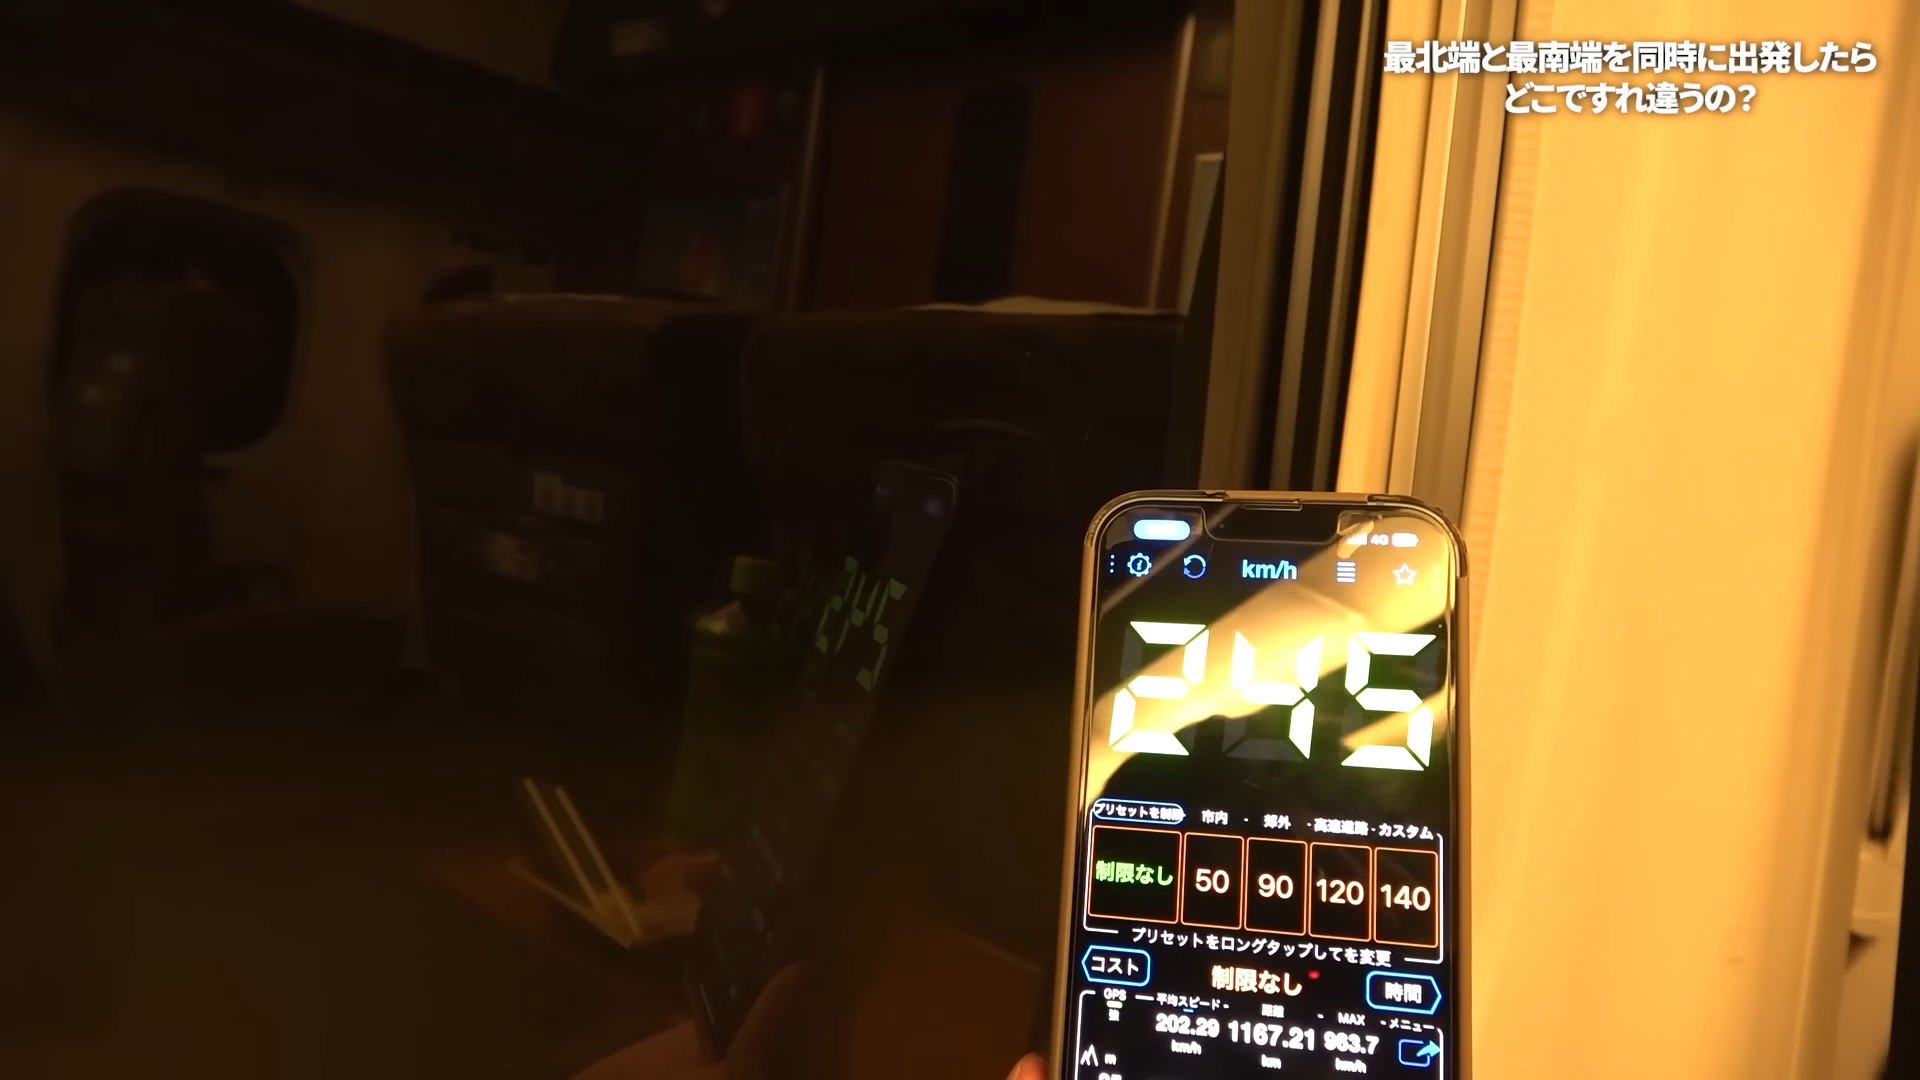 最北端と最南端を同時に出発したら
どこですれ違うの？
4G
km/h
245
245
プリセットを制限 市内 - 郊外 - 高速道路 - カスタム
制限なし 50 90 120 140
プリセットをロングタップしてを変更
コスト 制限なし 時間
GPS 平均スピード - 距離 - MAX - メニュー
強 202.29 1167.21 963.7
km/h km km/h
m